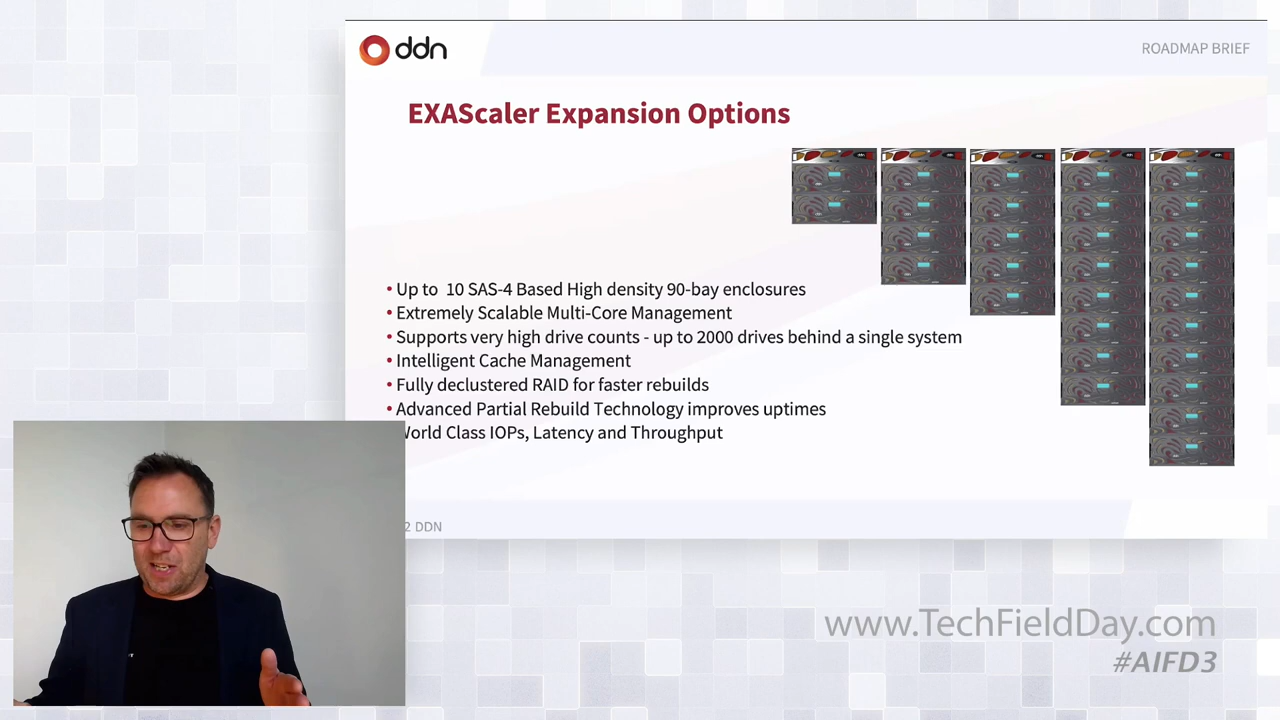 ddn
ROADMAP BRIEF
EXAScaler Expansion Options
• Up to 10 SAS-4 Based High density 90-bay enclosures
• Extremely Scalable Multi-Core Management
• Supports very high drive counts - up to 2000 drives behind a single system
• Intelligent Cache Management
• Fully declustered RAID for faster rebuilds
• Advanced Partial Rebuild Technology improves uptimes
World Class IOPs, Latency and Throughput
2 DDN
www.TechFieldDay.com
#AIFD3